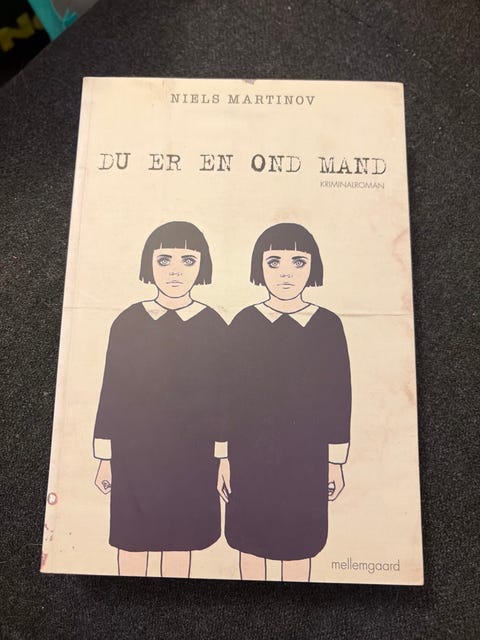 NIELS MARTINOV
DU ER EN OND MAND
KRIMINALROMAN
mellemgaard